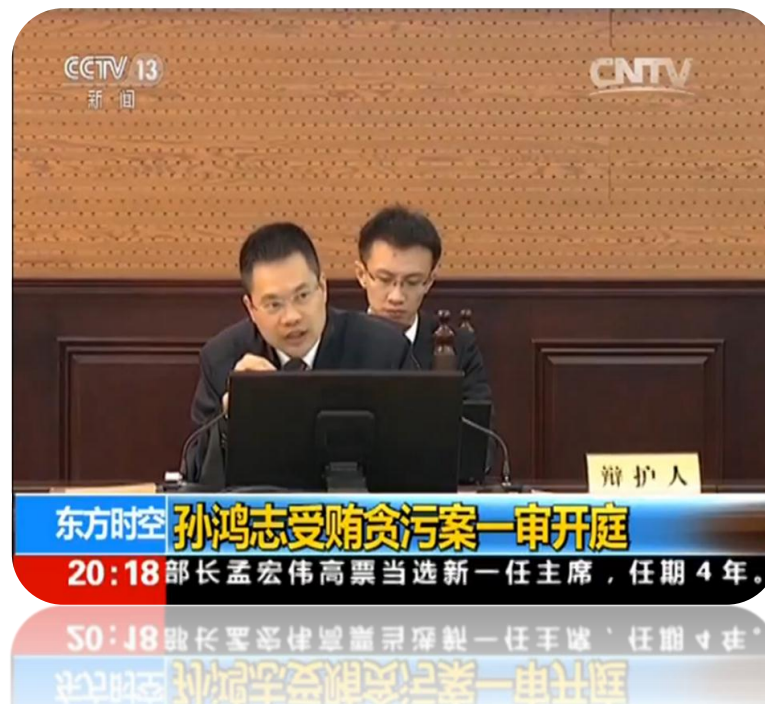 CCTV 13
新闻
CNTV
辩护人
东方时空
孙鸿志受贿贪污案一审开庭
20:18
部长孟宏伟高票当选新一任主席，任期4年。